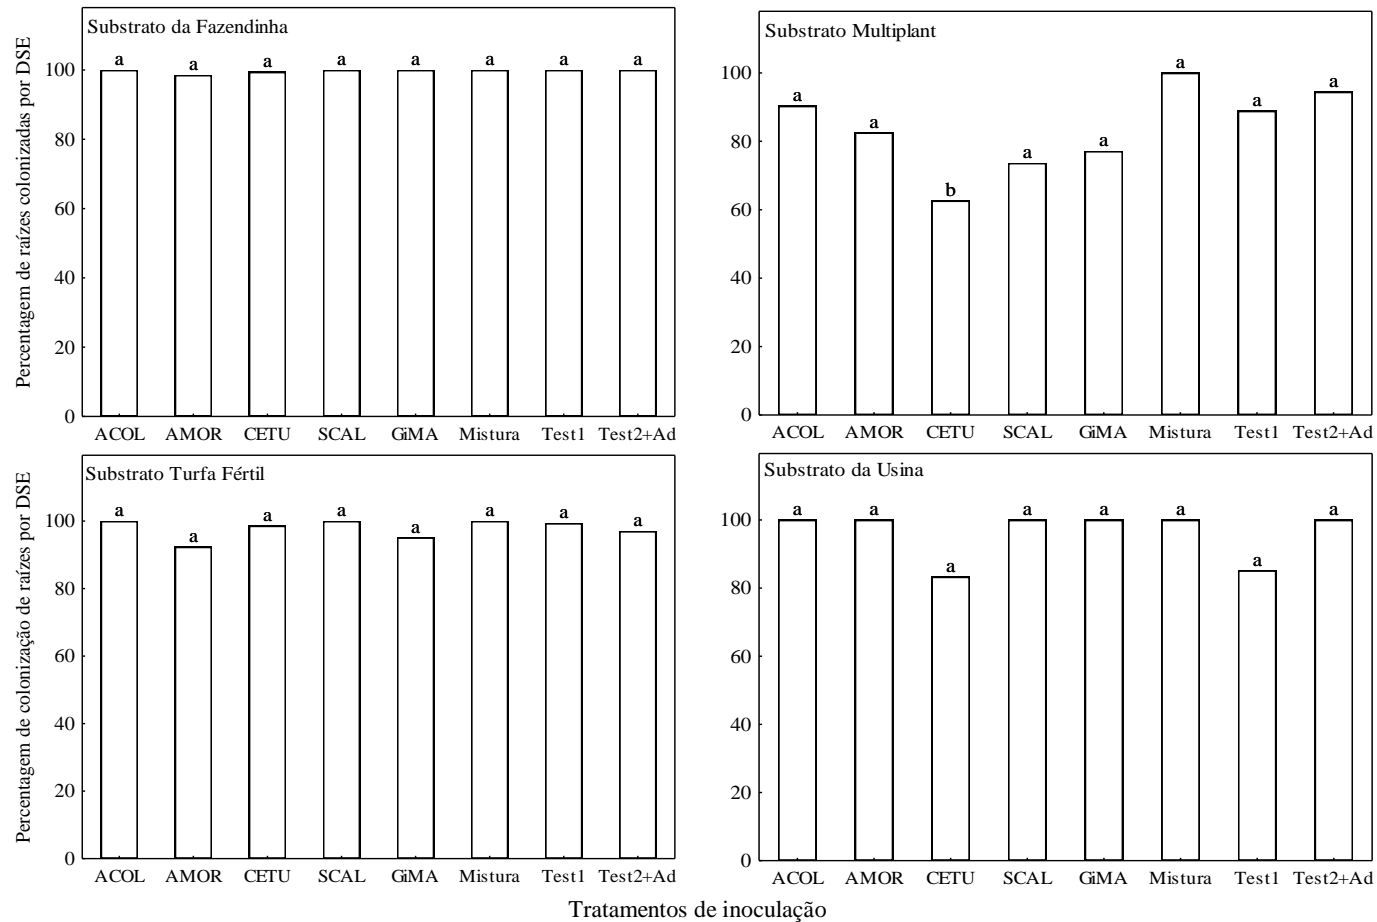 Substrato da Fazendinha
Percentagem de raízes colonizadas por DSE
100
80
60
40
20
0
a a a a a a a a
ACOL AMOR CETU SCAL GiMA Mistura Test1 Test2+Ad
Substrato Multiplant
100
80
60
40
20
0
a a b a a a a a
ACOL AMOR CETU SCAL GiMA Mistura Test1 Test2+Ad
Substrato Turfa Fértil
Percentagem de colonização de raízes por DSE
100
80
60
40
20
0
a a a a a a a a
ACOL AMOR CETU SCAL GiMA Mistura Test1 Test2+Ad
Substrato da Usina
100
80
60
40
20
0
a a a a a a a a
ACOL AMOR CETU SCAL GiMA Mistura Test1 Test2+Ad
Tratamentos de inoculação